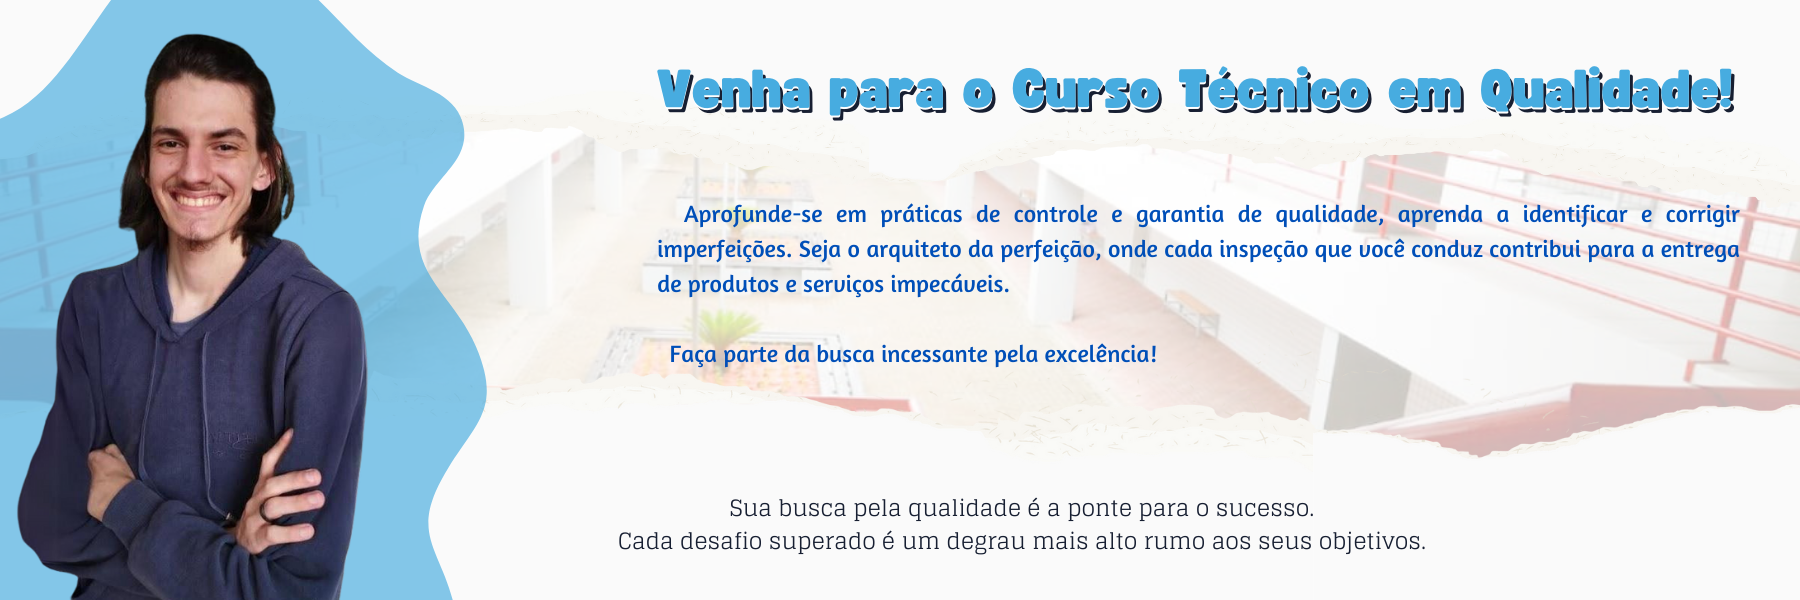 Venha para o Curso Técnico em Qualidade!
Aprofunde-se em práticas de controle e garantia de qualidade, aprenda a identificar e corrigir
imperfeições. Seja o arquiteto da perfeição, onde cada inspeção que você conduz contribui para a entrega
de produtos e serviços impecáveis.
Faça parte da busca incessante pela excelência!
Sua busca pela qualidade é a ponte para o sucesso.
Cada desafio superado é um degrau mais alto rumo aos seus objetivos.